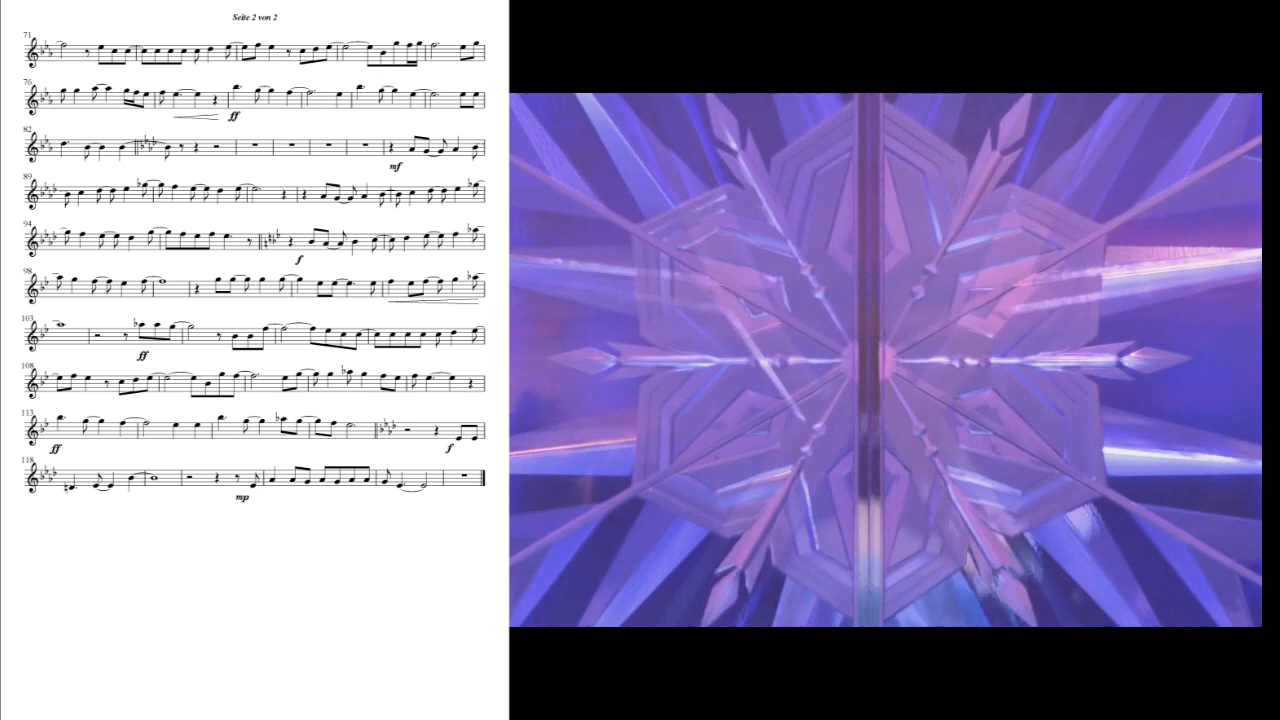 Seite 2 von 2
71
76
ff
82
mf
89
94
f
98
103
ff
108
113
ff
f
118
mp